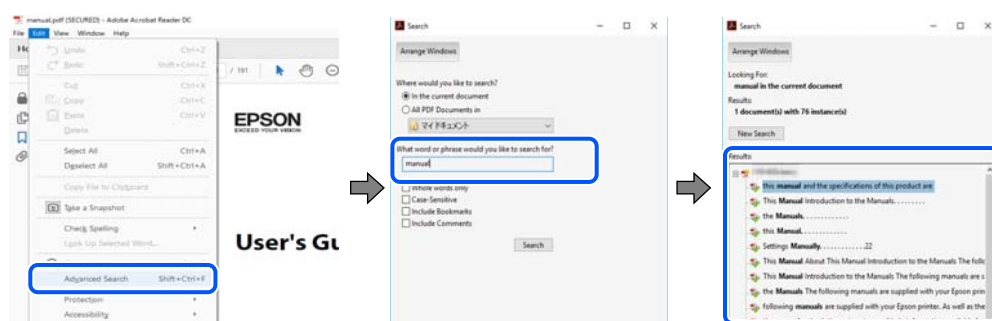 manual.pdf (SECURED) - Adobe Acrobat Reader DC
File Edit View Window Help
Undo Ctrl+Z
Redo Shift+Ctrl+Z
Cut Ctrl+X
Copy Ctrl+C
Paste Ctrl+V
Delete
Select All Ctrl+A
Deselect All Shift+Ctrl+A
Copy File to Clipboard
Take a Snapshot
Check Spelling
Look Up Selected Word...
Advanced Search Shift+Ctrl+F
Protection
Accessibility
/ 181
EPSON
EXCEED YOUR VISION
User's Gu
Search
Arrange Windows
Where would you like to search?
In the current document
All PDF Documents in
マイ ドキュメント
What word or phrase would you like to search for?
manual
Whole words only
Case-Sensitive
Include Bookmarks
Include Comments
Search
Search
Arrange Windows
Looking For:
manual in the current document
Results:
1 document(s) with 76 instance(s)
New Search
Results:
this manual and the specifications of this product are
This Manual Introduction to the Manuals. . . . . . . . .
the Manuals. . . . . . . . . . . . .
this Manual. . . . . . . . . . . . .
Settings Manually. . . . . . . . . . . . .22
This Manual About This Manual Introduction to the Manuals The follo
This Manual Introduction to the Manuals The following manuals are s
the Manuals The following manuals are supplied with your Epson prin
following manuals are supplied with your Epson printer. As well as the